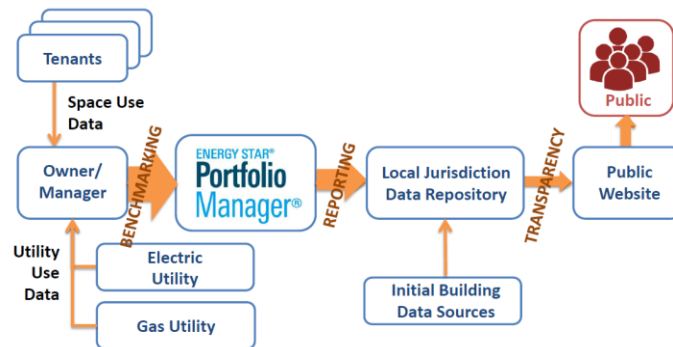 Tenants
Space Use
Data
Owner/
Manager
Utility
Use
Data
Electric
Utility
Gas Utility
BENCHMARKING
ENERGY STAR®
Portfolio
Manager®
REPORTING
Local Jurisdiction
Data Repository
Initial Building
Data Sources
TRANSPARENCY
Public
Website
Public